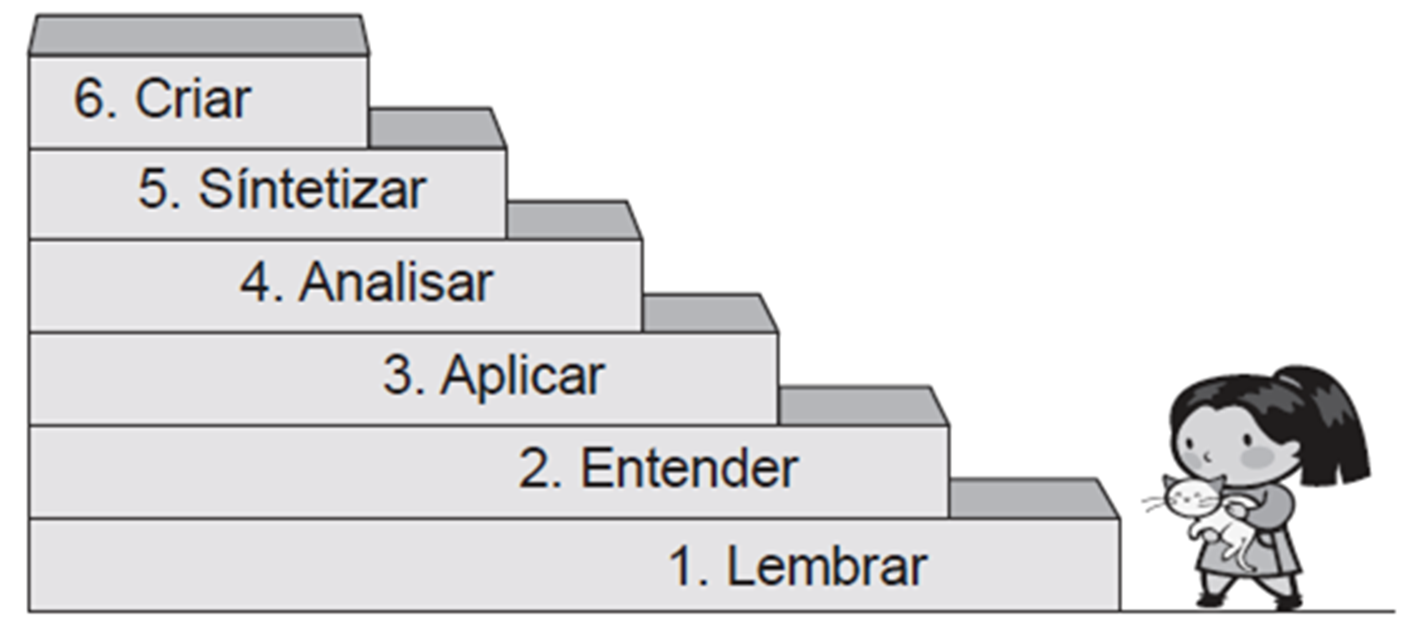 6. Criar
5. Síntetizar
4. Analisar
3. Aplicar
2. Entender
1. Lembrar